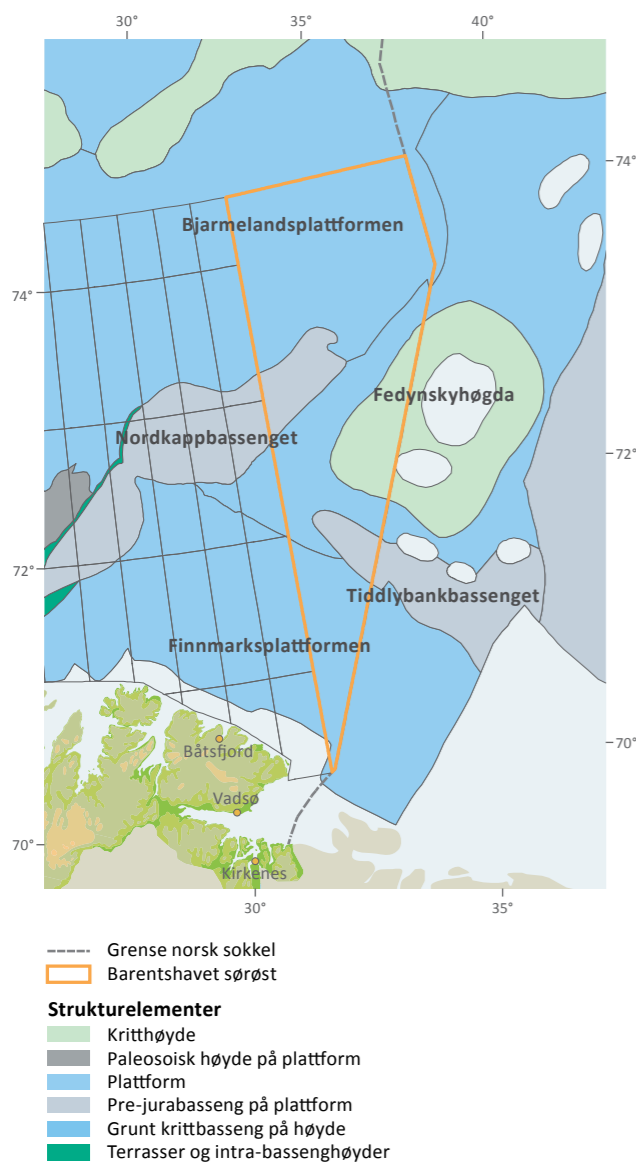 30°
35°
40°
74°
Bjarmelandsplattformen
74°
Fedynskyhøgda
Nordkappbassenget
72°
72°
Tiddlybankbassenget
Finnmarksplattformen
70°
Båtsfjord
Vadsø
70°
Kirkenes
30°
35°
Grense norsk sokkel
Barentshavet sørøst
Strukturelementer
Kritthøyde
Paleosoisk høyde på plattform
Plattform
Pre-jurabasseng på plattform
Grunt krittbasseng på høyde
Terrasser og intra-bassenghøyder